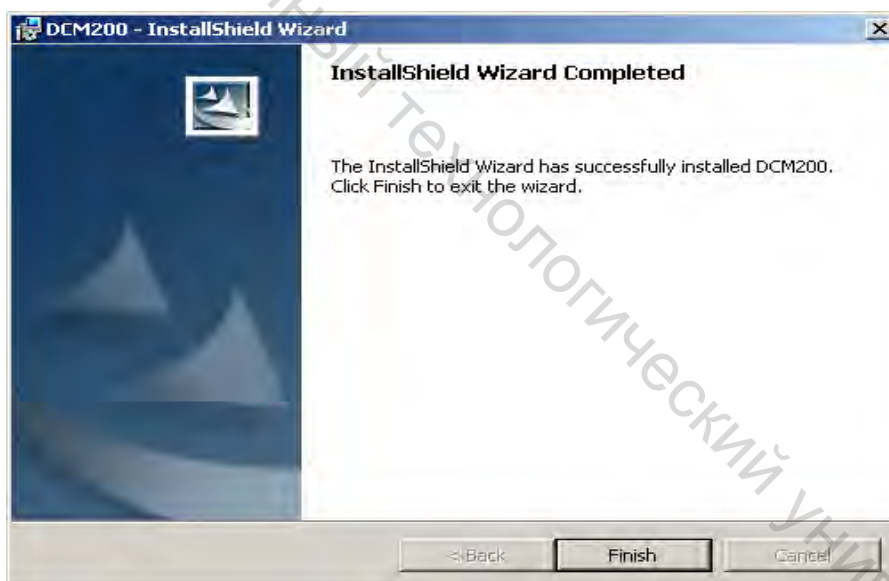 DCM200 - InstallShield Wizard
InstallShield Wizard Completed
The InstallShield Wizard has successfully installed DCM200.
Click Finish to exit the wizard.
< Back
Finish
Cancel
технологический